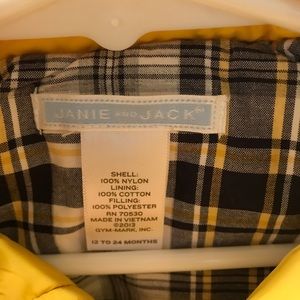 JANIE AND JACK
SHELL:
100% NYLON
LINING:
100% COTTON
FILLING:
100% POLYESTER
RN 70530
MADE IN VIETNAM
©2013
GYM-MARK, INC.
12 TO 24 MONTHS